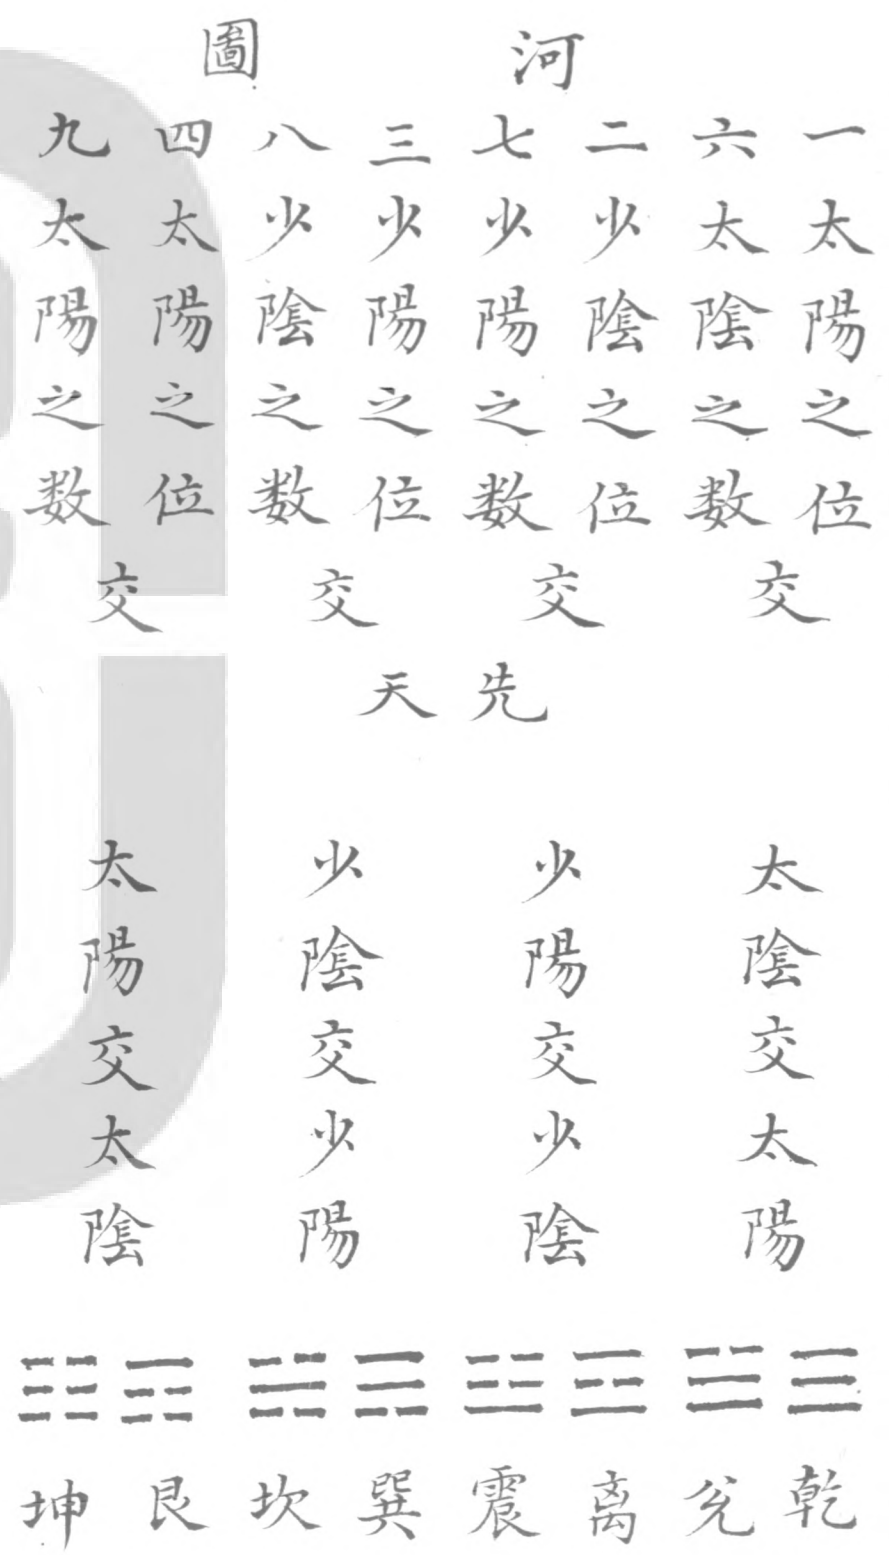 河圖
一太陽之位
六太陰之数
二少陰之位
七少陽之数
三少陽之位
八少陰之数
四太陽之位
九太陽之数
交
交
交
交
先天
太陰交太陽
少陽交少陰
少陰交少陽
太陽交太陰
☰ ☱ ☲ ☳ ☴ ☵ ☶ ☷
乾 兊 离 震 巽 坎 艮 坤